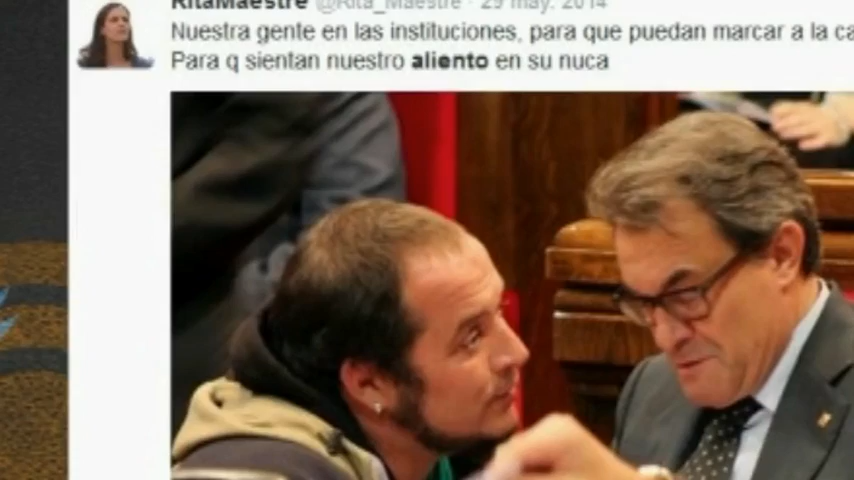 RitaMaestre @Rita_Maestre · 29 may. 2014
Nuestra gente en las instituciones, para que puedan marcar a la
Para q sientan nuestro aliento en su nuca